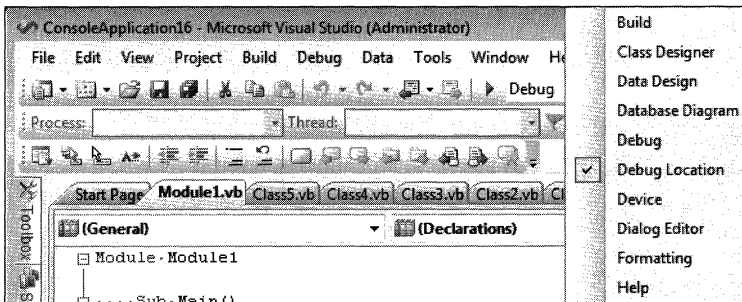 ConsoleApplication16 - Microsoft Visual Studio (Administrator)
File Edit View Project Build Debug Data Tools Window He
Debug
Process: Thread:
Start Page Module1.vb Class5.vb Class4.vb Class3.vb Class2.vb Cl
Toolbox
(General) (Declarations)
Module·Module1
····Sub·Main()
Build
Class Designer
Data Design
Database Diagram
Debug
Debug Location
Device
Dialog Editor
Formatting
Help